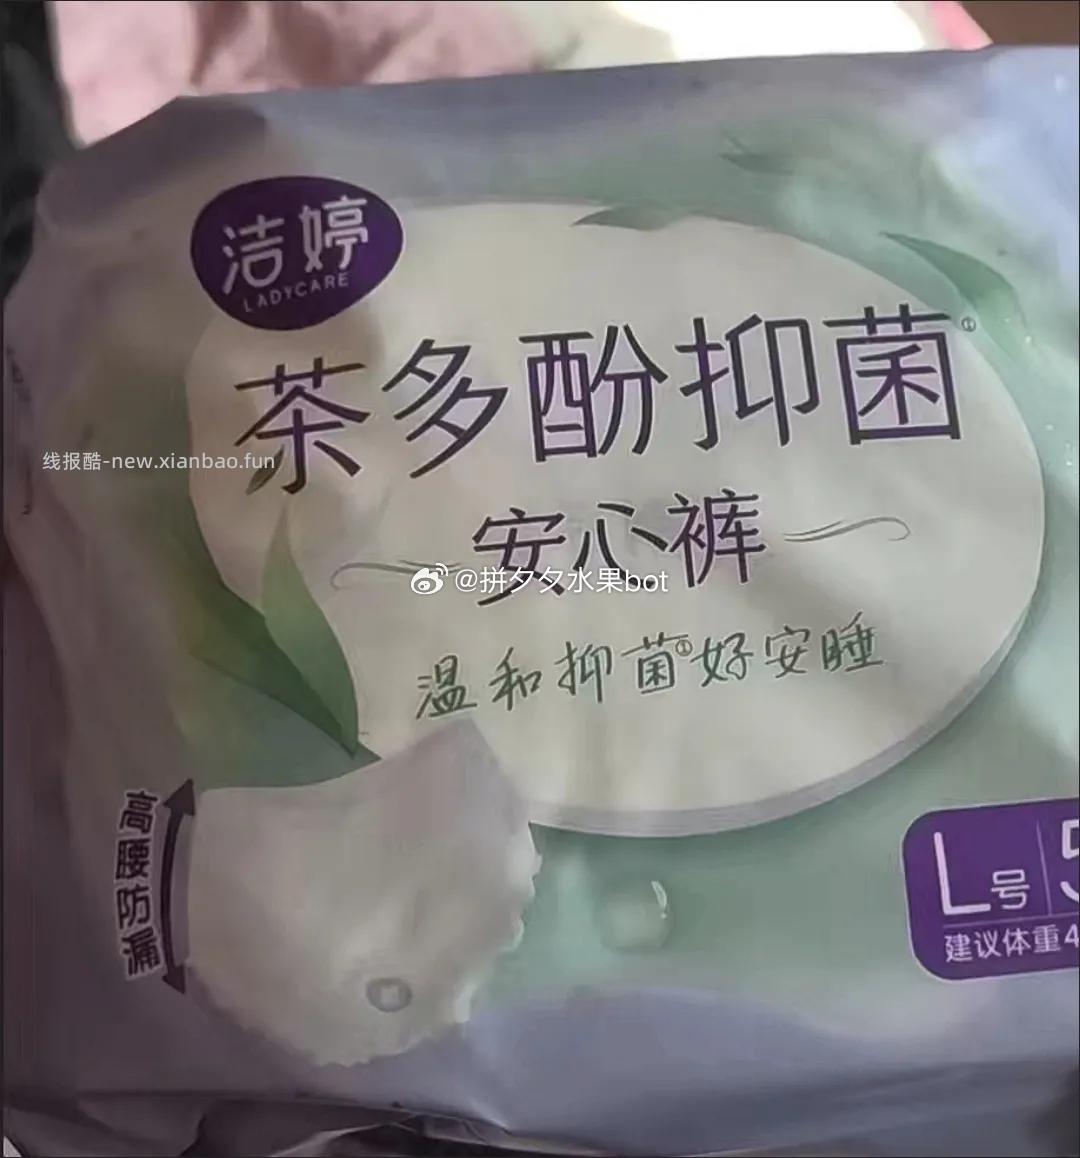 洁婷
LADYCARE
茶多酚抑菌①
线报酷-new.xianbao.fun
安心裤
@拼夕夕水果bot
温和抑菌①好安睡
高腰防漏
L号
建议体重4